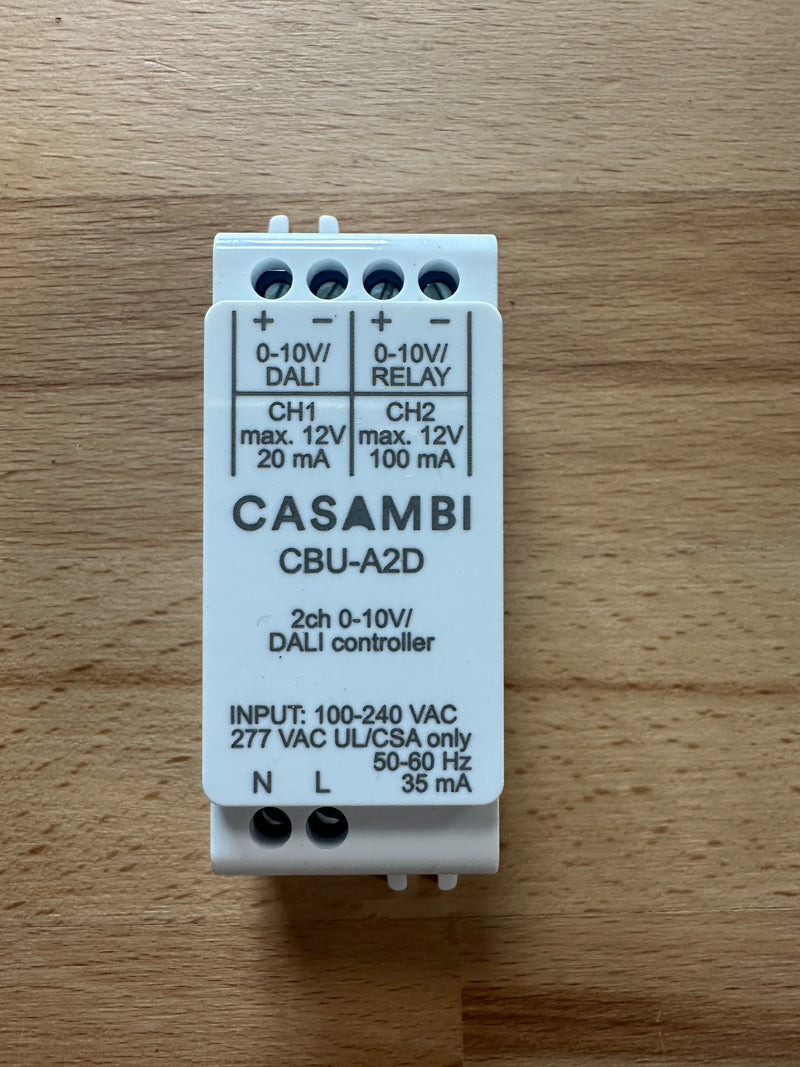 + − + −
0-10V/ 0-10V/
DALI RELAY
CH1 CH2
max. 12V max. 12V
20 mA 100 mA
CASAMBI
CBU-A2D
2ch 0-10V/
DALI controller
INPUT: 100-240 VAC
277 VAC UL/CSA only
50-60 Hz
N L 35 mA